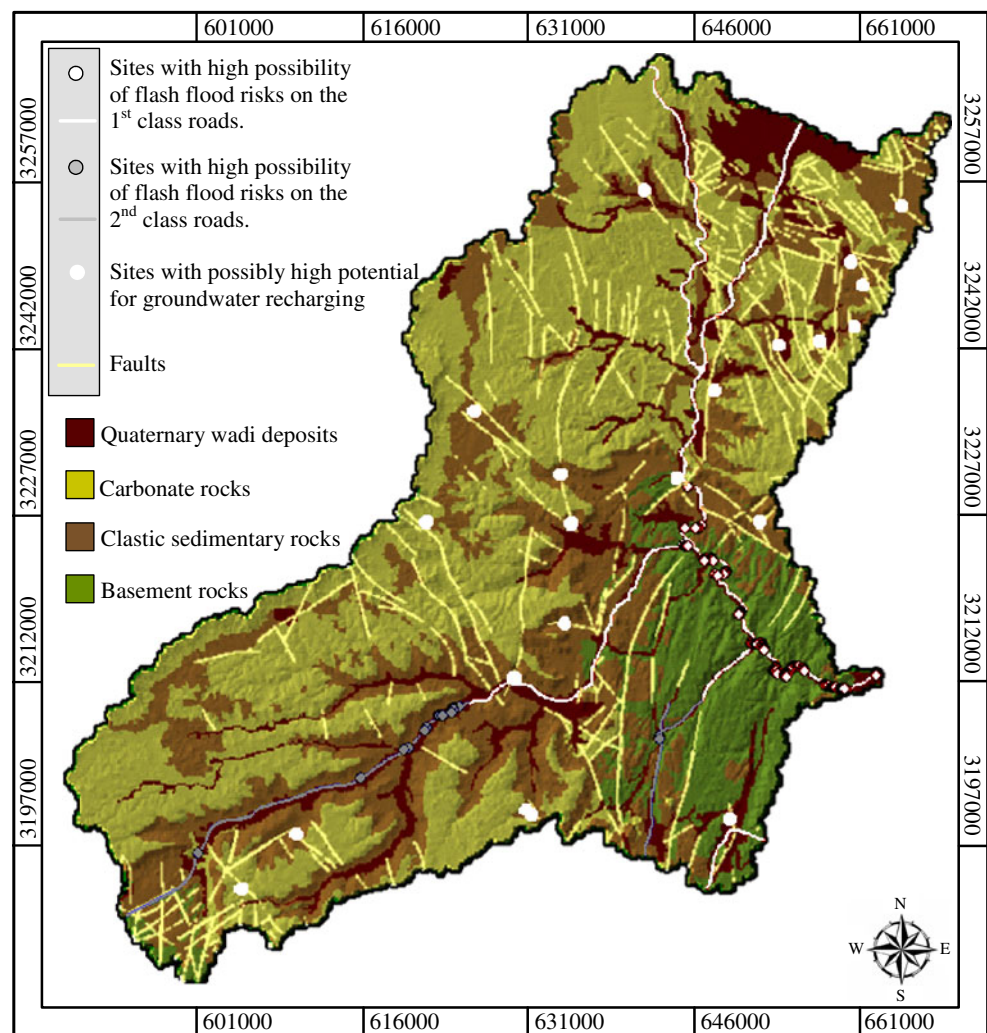 601000 616000 631000 646000 661000
Sites with high possibility
of flash flood risks on the
1st class roads.
Sites with high possibility
of flash flood risks on the
2nd class roads.
Sites with possibly high potential
for groundwater recharging
Faults
Quaternary wadi deposits
Carbonate rocks
Clastic sedimentary rocks
Basement rocks
3257000
3242000
3227000
3212000
3197000
3257000
3242000
3227000
3212000
3197000
N
W E
S
601000 616000 631000 646000 661000